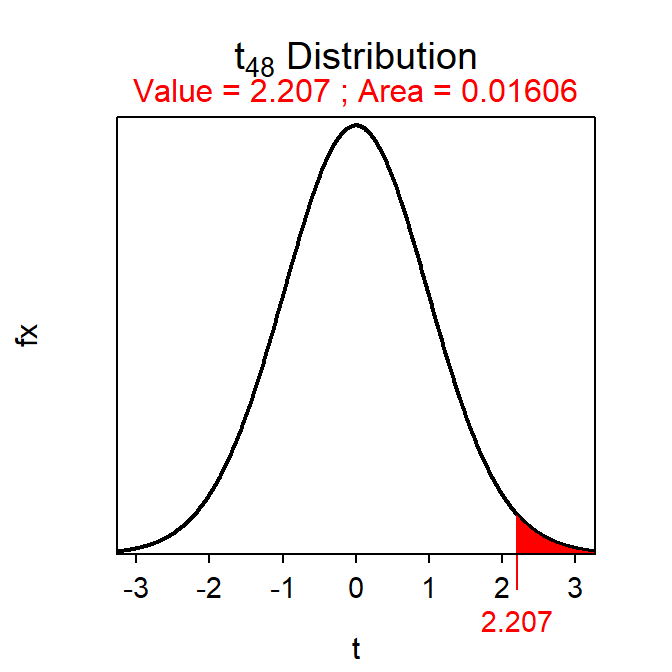 t48 Distribution
Value = 2.207 ; Area = 0.01606
fx
-3 -2 -1 0 1 2 3
2.207
t